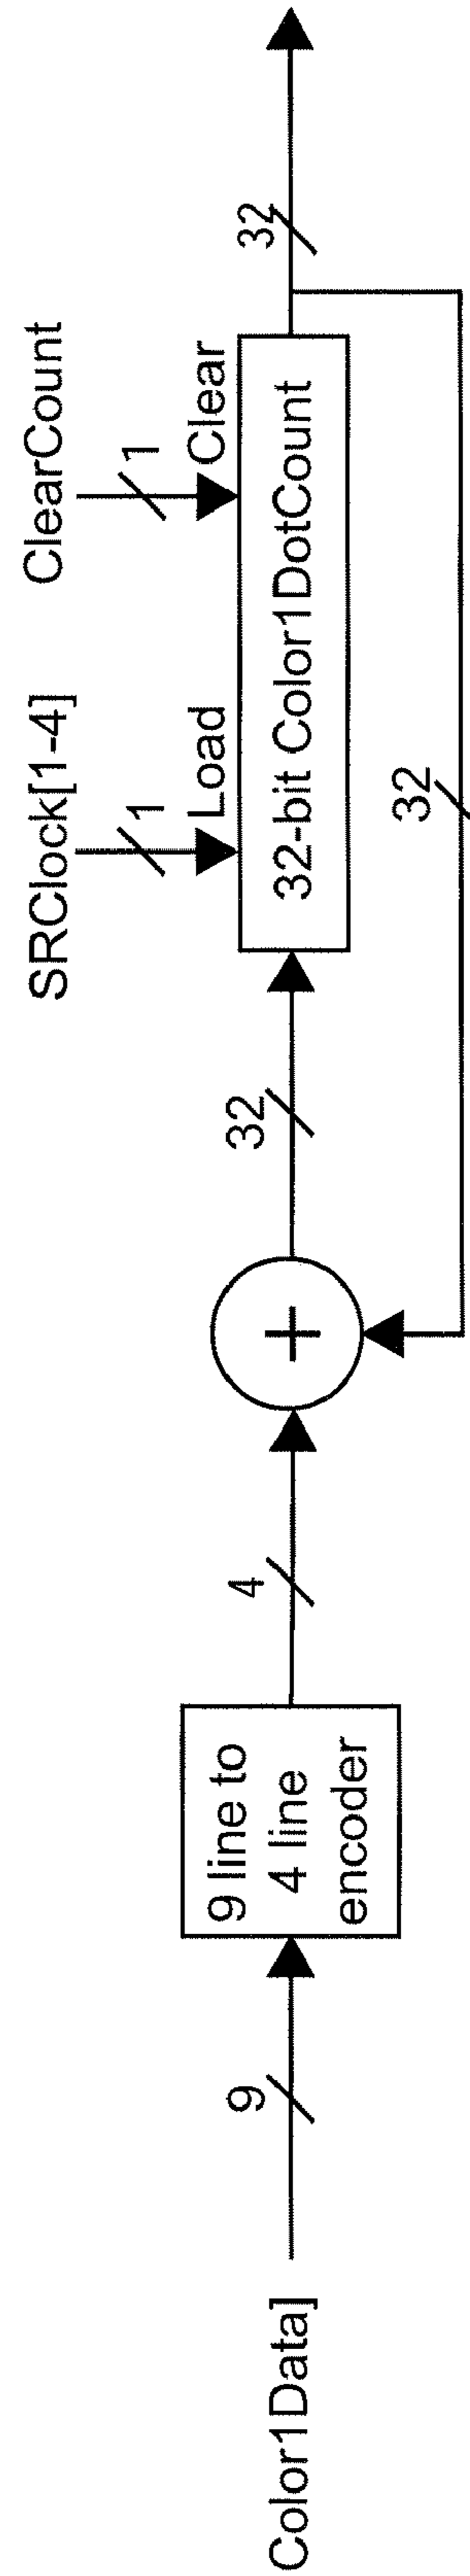 SRClock[1-4]
ClearCount
1
1
Load
Clear
Color1Data]
9
9 line to
4 line
encoder
4
+
32
32-bit Color1DotCount
32
32